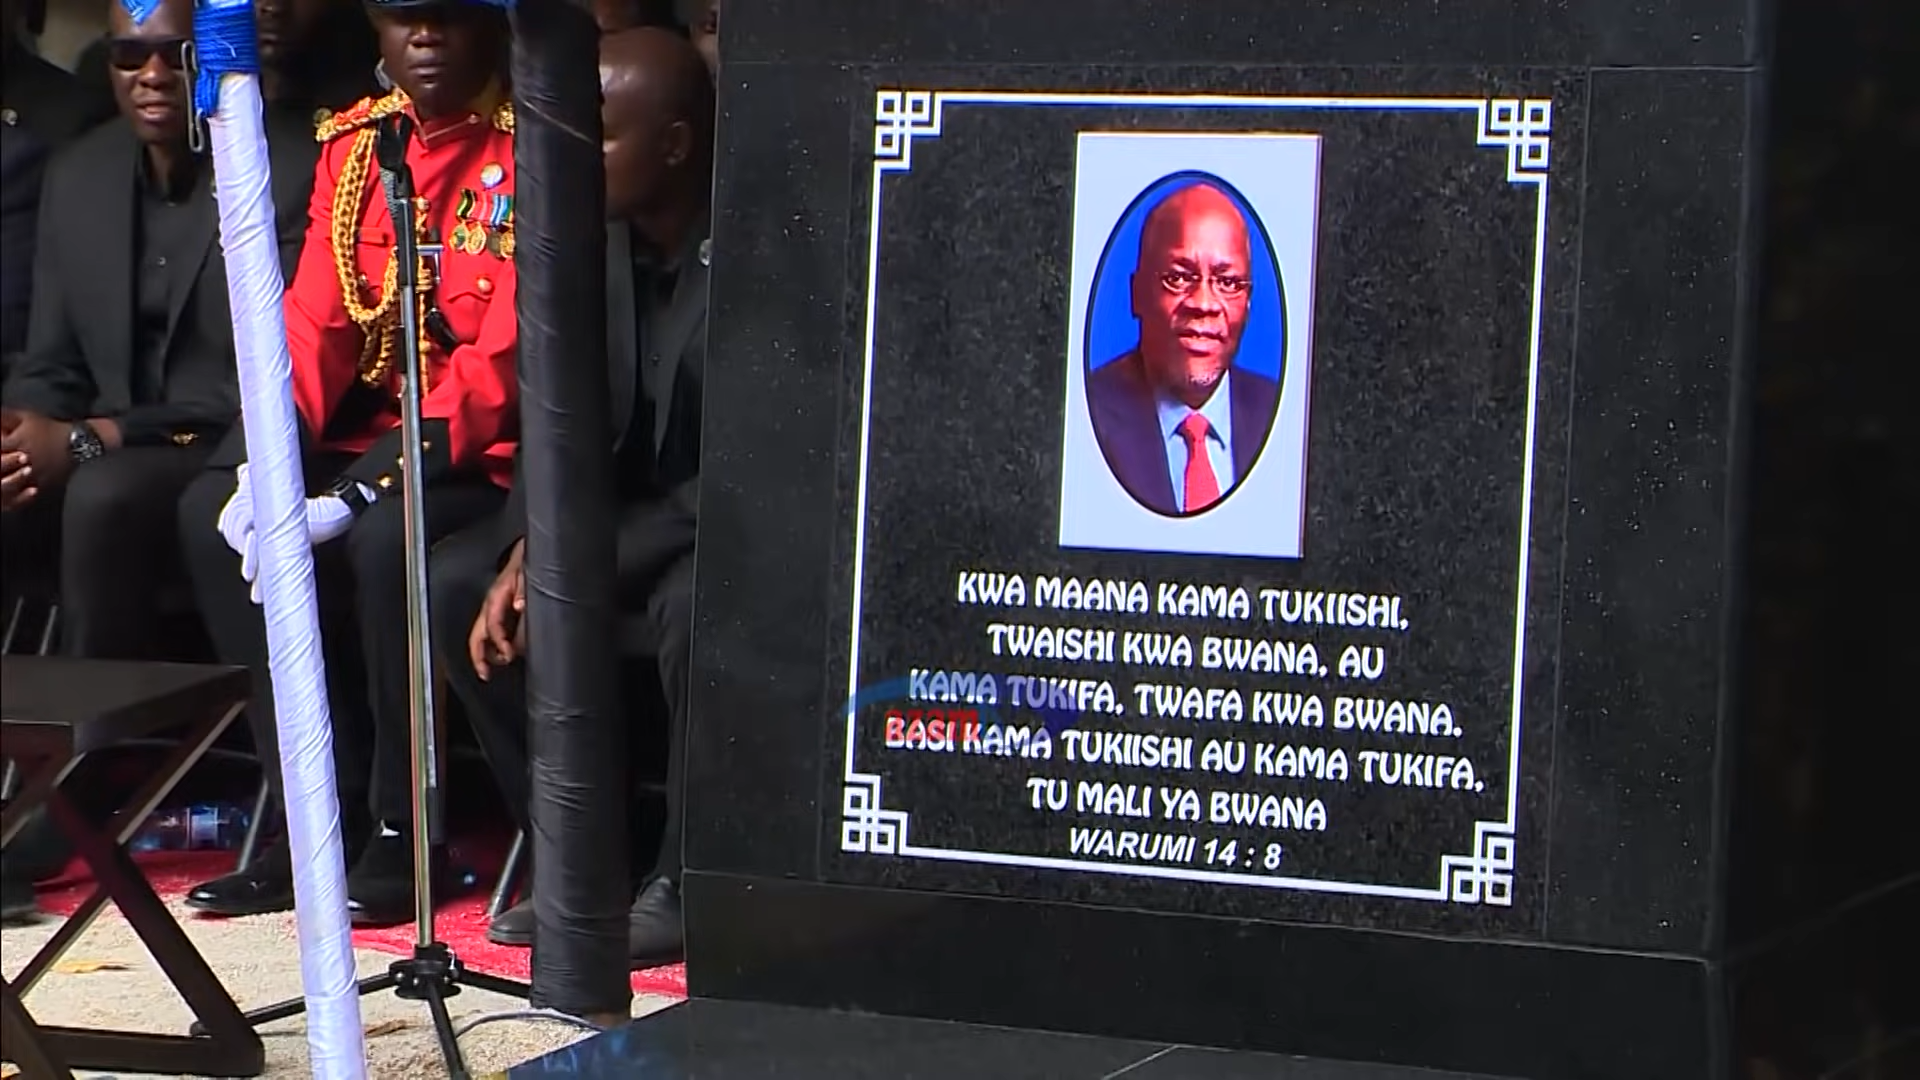 KWA MAANA KAMA TUKIISHI,
TWAISHI KWA BWANA, AU
KAMA TUKIFA, TWAFA KWA BWANA.
BASI KAMA TUKIISHI AU KAMA TUKIFA,
TU MALI YA BWANA
WARUMI 14 : 8
azam